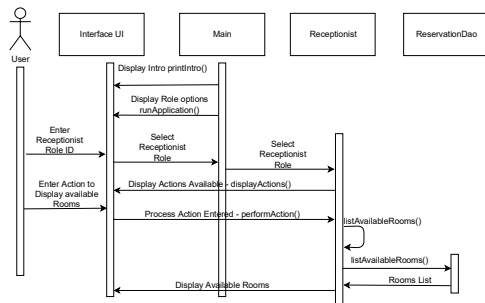 Interface UI
Main
Receptionist
ReservationDao
User
Display Intro printIntro()
Display Role options
runApplication()
Enter
Receptionist
Role ID
Select
Receptionist
Role
Select
Receptionist
Role
Display Actions Available - displayActions()
Enter Action to
Display available
Rooms
Process Action Entered - performAction()
listAvailableRooms()
listAvailableRooms()
Rooms List
Display Available Rooms